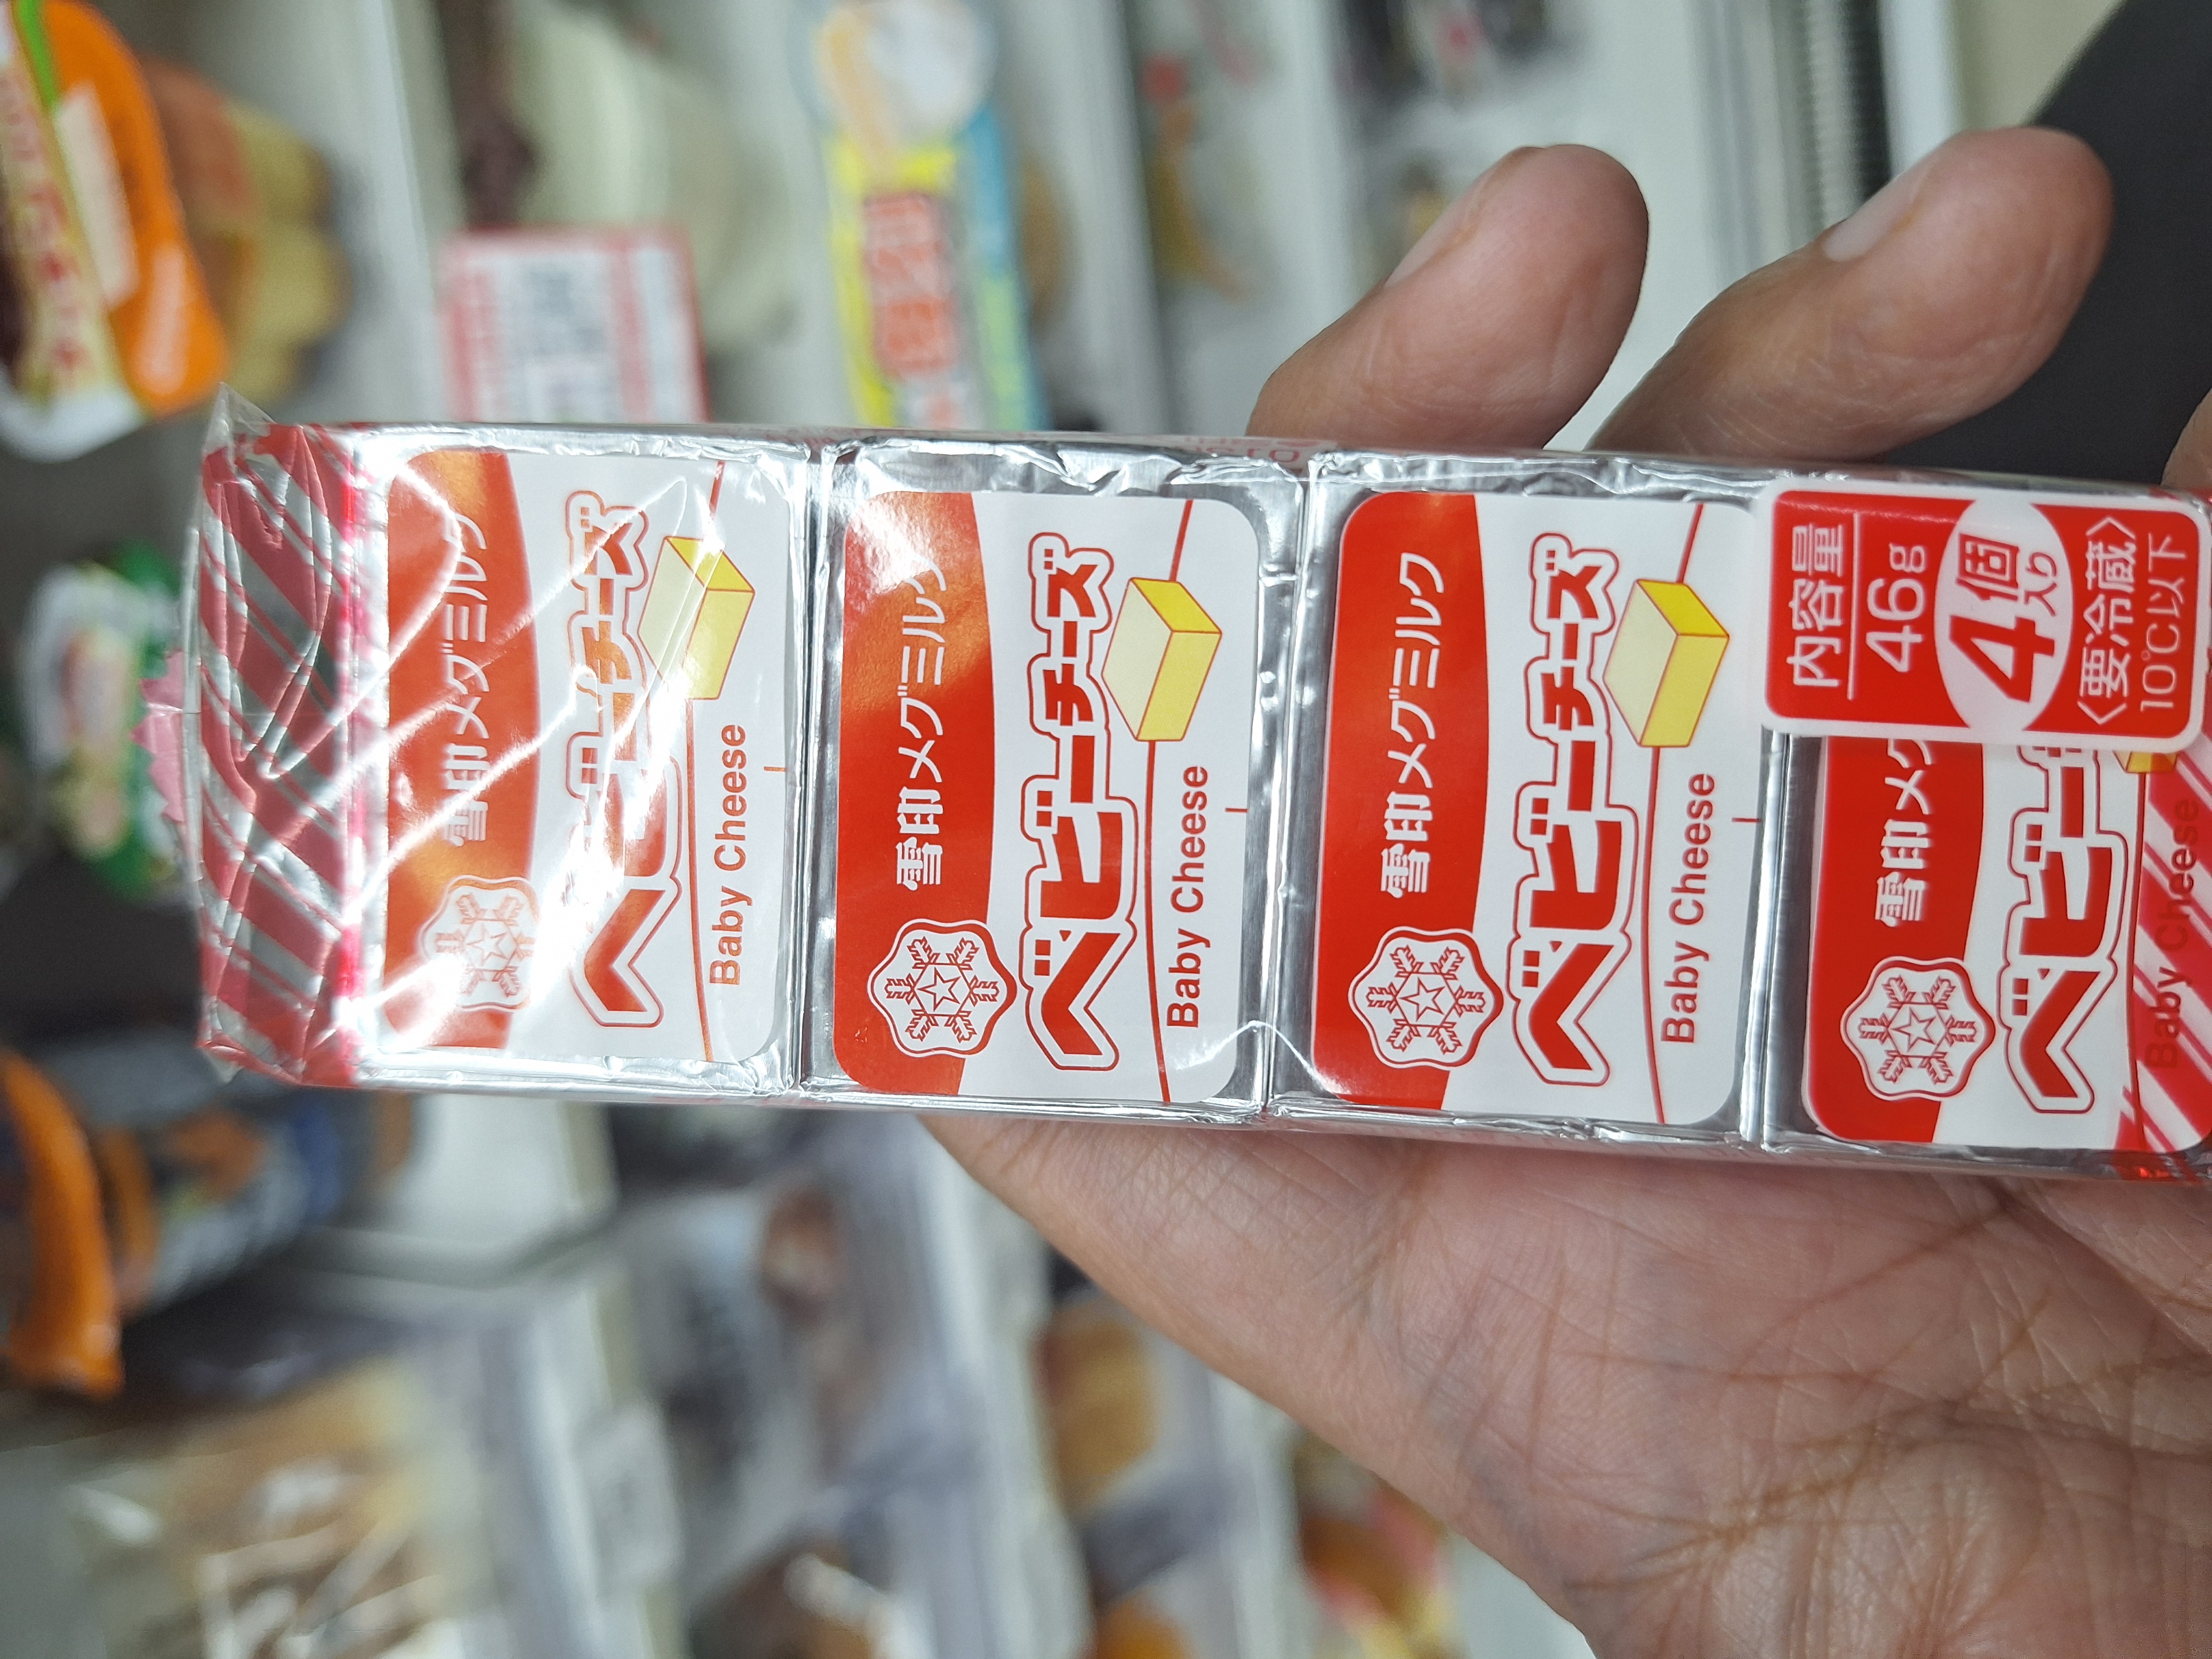 雪印メグミルク
ベビーチーズ
Baby Cheese
雪印メグミルク
ベビーチーズ
Baby Cheese
雪印メグミルク
ベビーチーズ
Baby Cheese
雪印メグ
ベビー
Baby Cheese
内容量
46g
4個
入り
〈要冷蔵〉
10℃以下